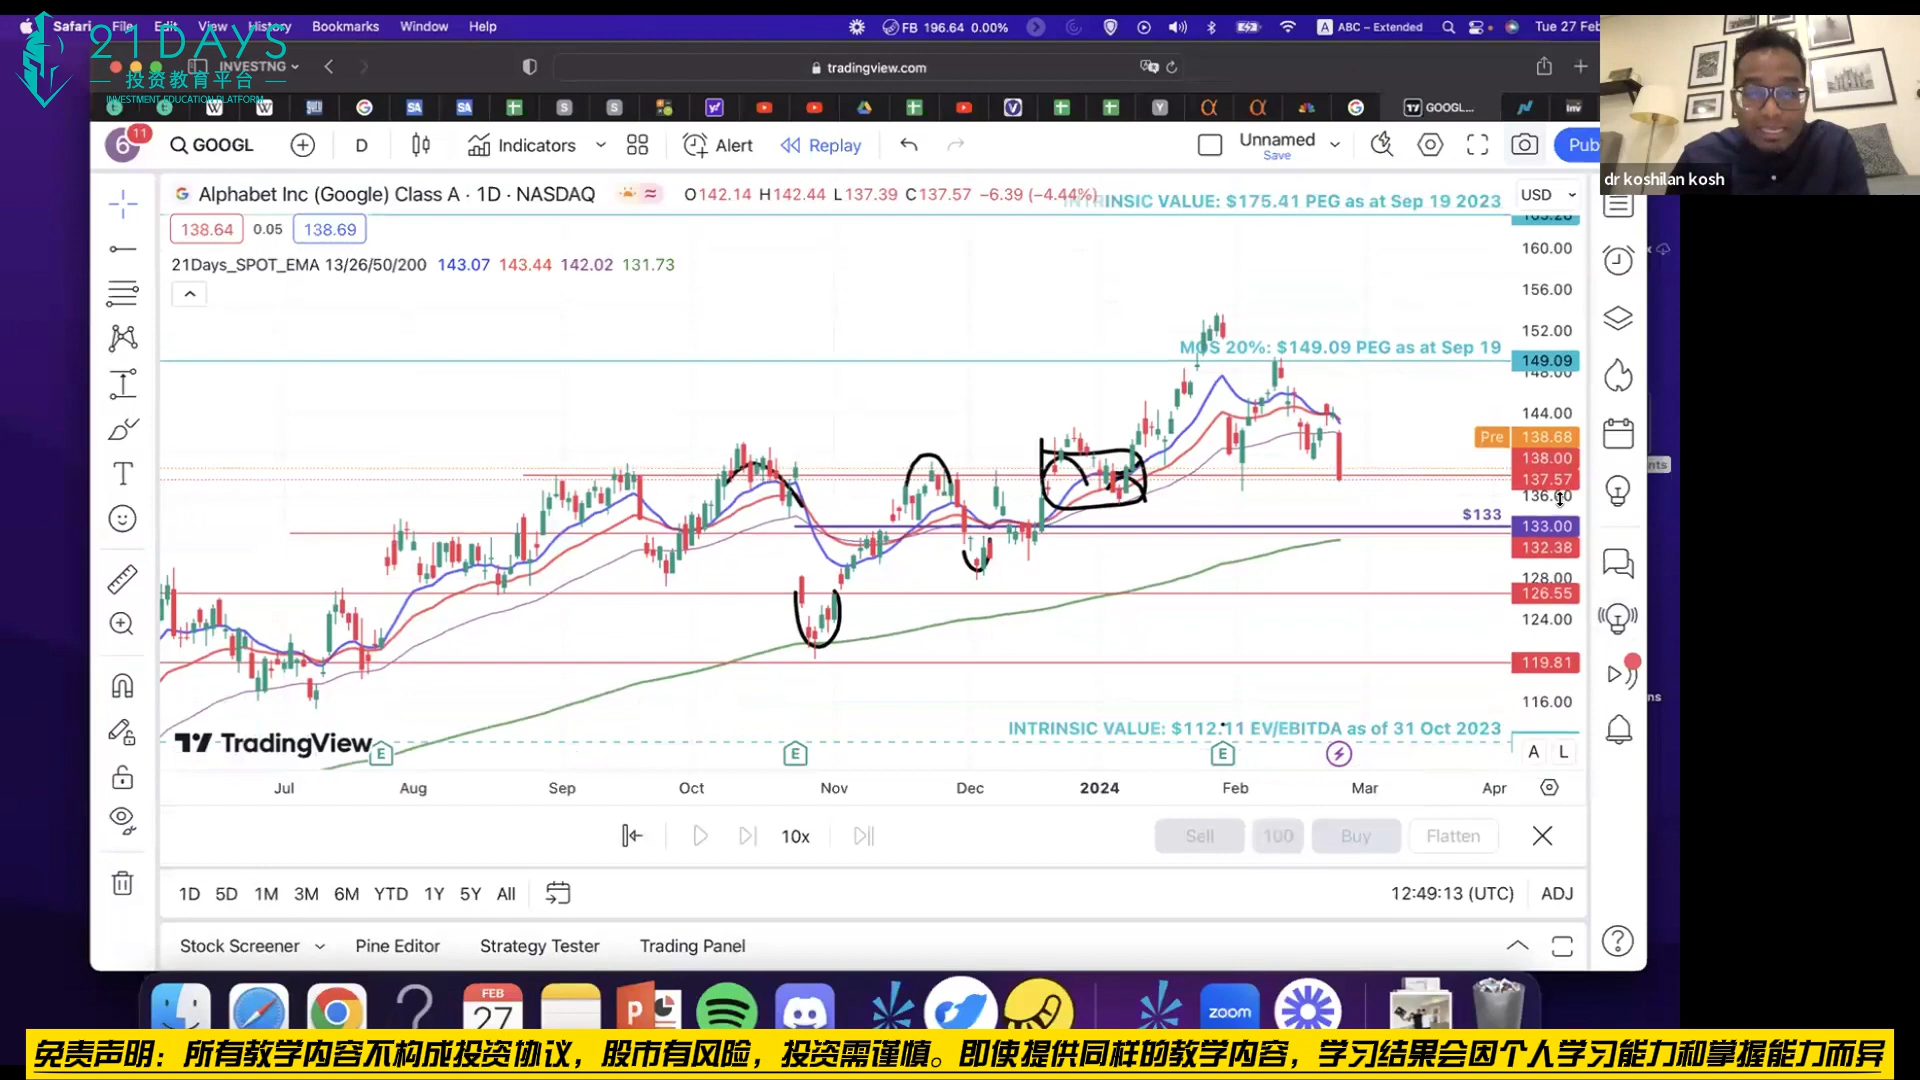 Safari File Edit View History Bookmarks Window Help
FB 196.64 0.00%
A ABC – Extended
Tue 27 Feb
21DAYS
投资教育平台
INVESTMENT EDUCATION PLATFORM
INVESTNG
tradingview.com
GOOGL...
dr koshilan kosh
6 11
GOOGL
D
Indicators
Alert
Replay
Unnamed
Save
Pub
Alphabet Inc (Google) Class A · 1D · NASDAQ
O142.14 H142.44 L137.39 C137.57 −6.39 (−4.44%)
INTRINSIC VALUE: $175.41 PEG as at Sep 19 2023
USD
138.64 0.05 138.69
21Days_SPOT_EMA 13/26/50/200 143.07 143.44 142.02 131.73
160.00
156.00
152.00
MOS 20%: $149.09 PEG as at Sep 19
149.09
148.00
144.00
Pre 138.68
138.00
137.57
136.00
$133
133.00
132.38
128.00
126.55
124.00
119.81
116.00
INTRINSIC VALUE: $112.11 EV/EBITDA as of 31 Oct 2023
TradingView
E
E
E
A L
Jul Aug Sep Oct Nov Dec 2024 Feb Mar Apr
10x
Sell 100 Buy Flatten
1D 5D 1M 3M 6M YTD 1Y 5Y All
12:49:13 (UTC) ADJ
Stock Screener Pine Editor Strategy Tester Trading Panel
FEB
27
zoom
免责声明：所有教学内容不构成投资协议，股市有风险，投资需谨慎。即使提供同样的教学内容，学习结果会因个人学习能力和掌握能力而异